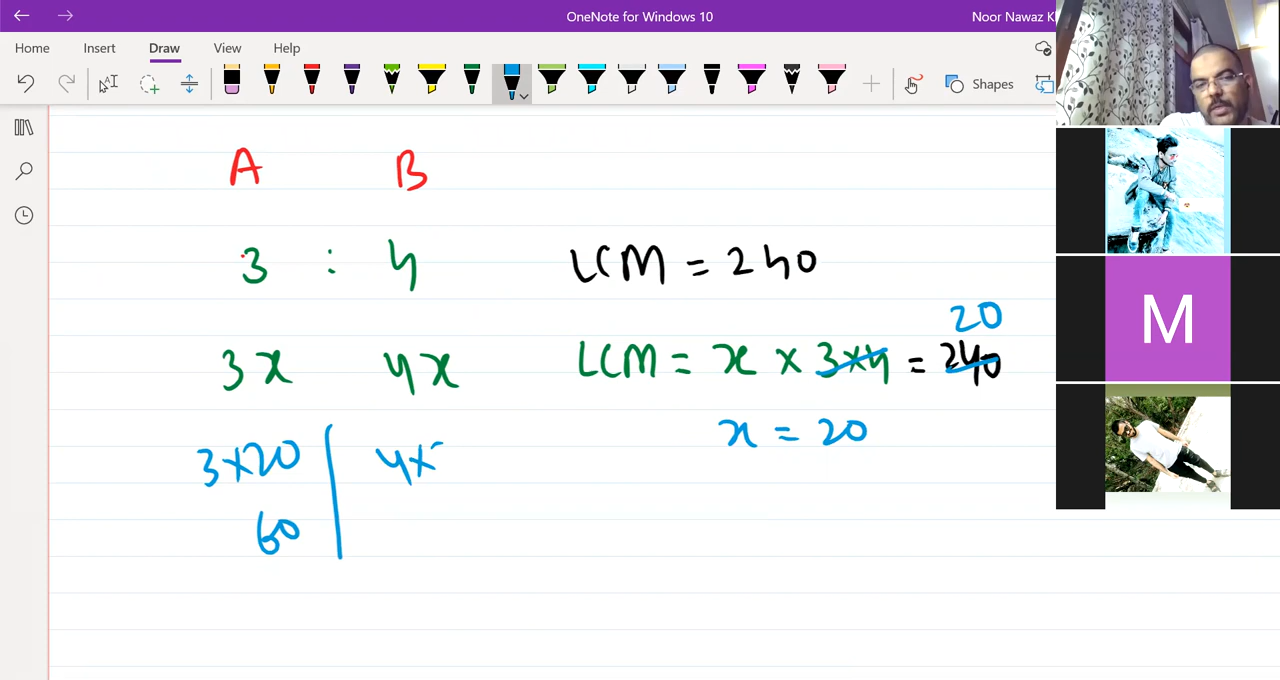 OneNote for Windows 10
Noor Nawaz K
Home Insert Draw View Help
Shapes
A B
3 : 4 LCM = 240
20
3x 4x LCM = x × 3×4 = 240
x = 20
3×20 4×
60
M